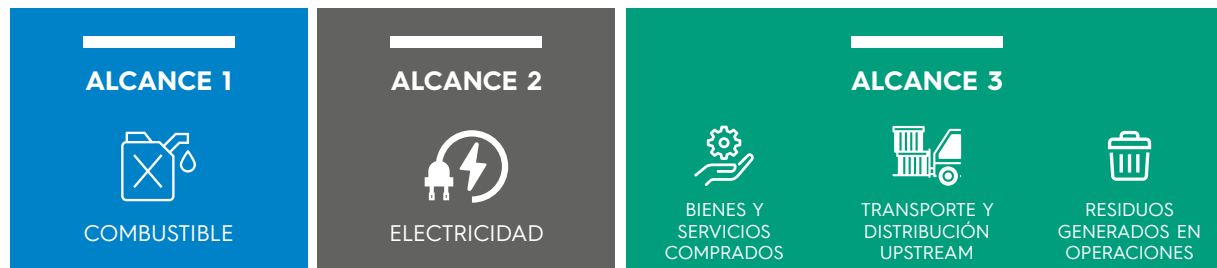 ALCANCE 1
COMBUSTIBLE
ALCANCE 2
ELECTRICIDAD
ALCANCE 3
BIENES Y
SERVICIOS
COMPRADOS
TRANSPORTE Y
DISTRIBUCIÓN
UPSTREAM
RESIDUOS
GENERADOS EN
OPERACIONES